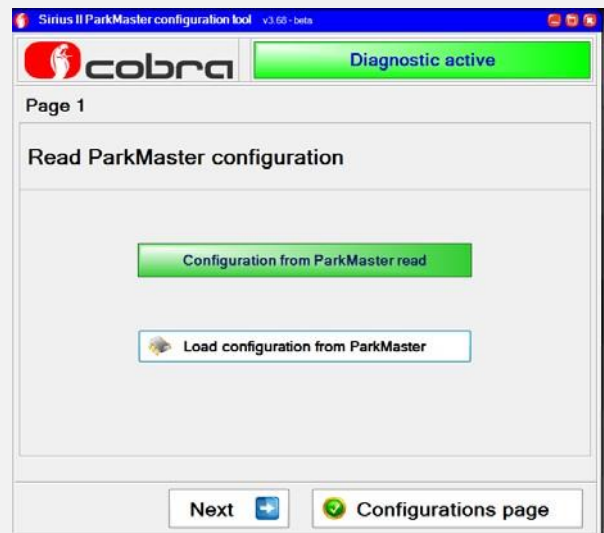 Sirius II ParkMaster configuration tool v3.68 - beta
cobra
Diagnostic active
Page 1
Read ParkMaster configuration
Configuration from ParkMaster read
Load configuration from ParkMaster
Next
Configurations page